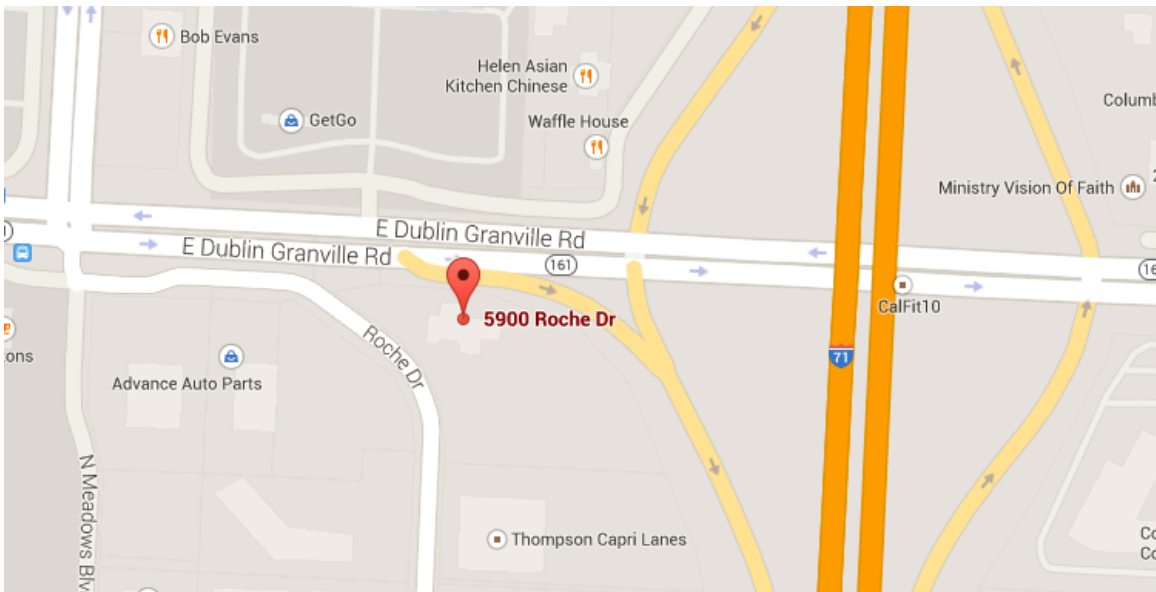 Bob Evans
Helen Asian
Kitchen Chinese
Columb
GetGo
Waffle House
Ministry Vision Of Faith
2
E Dublin Granville Rd
E Dublin Granville Rd
161
16
CalFit10
5900 Roche Dr
ons
Roche Dr
71
Advance Auto Parts
N Meadows Blv
Thompson Capri Lanes
Co
Co